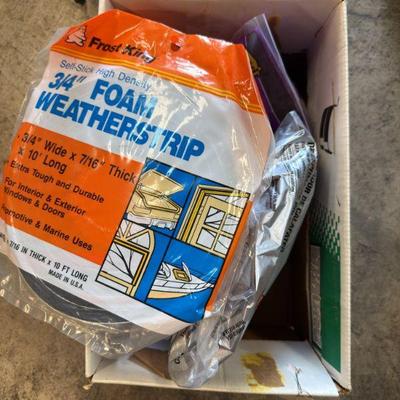 Frost King
Self-Stick High Density
3/4" FOAM
WEATHERSTRIP
• 3/4" Wide x 7/16" Thick
x 10' Long
Extra Tough and Durable
For Interior & Exterior
Windows & Doors
Automotive & Marine Uses
7/16 IN THICK x 10 FT LONG
MADE IN U.S.A.